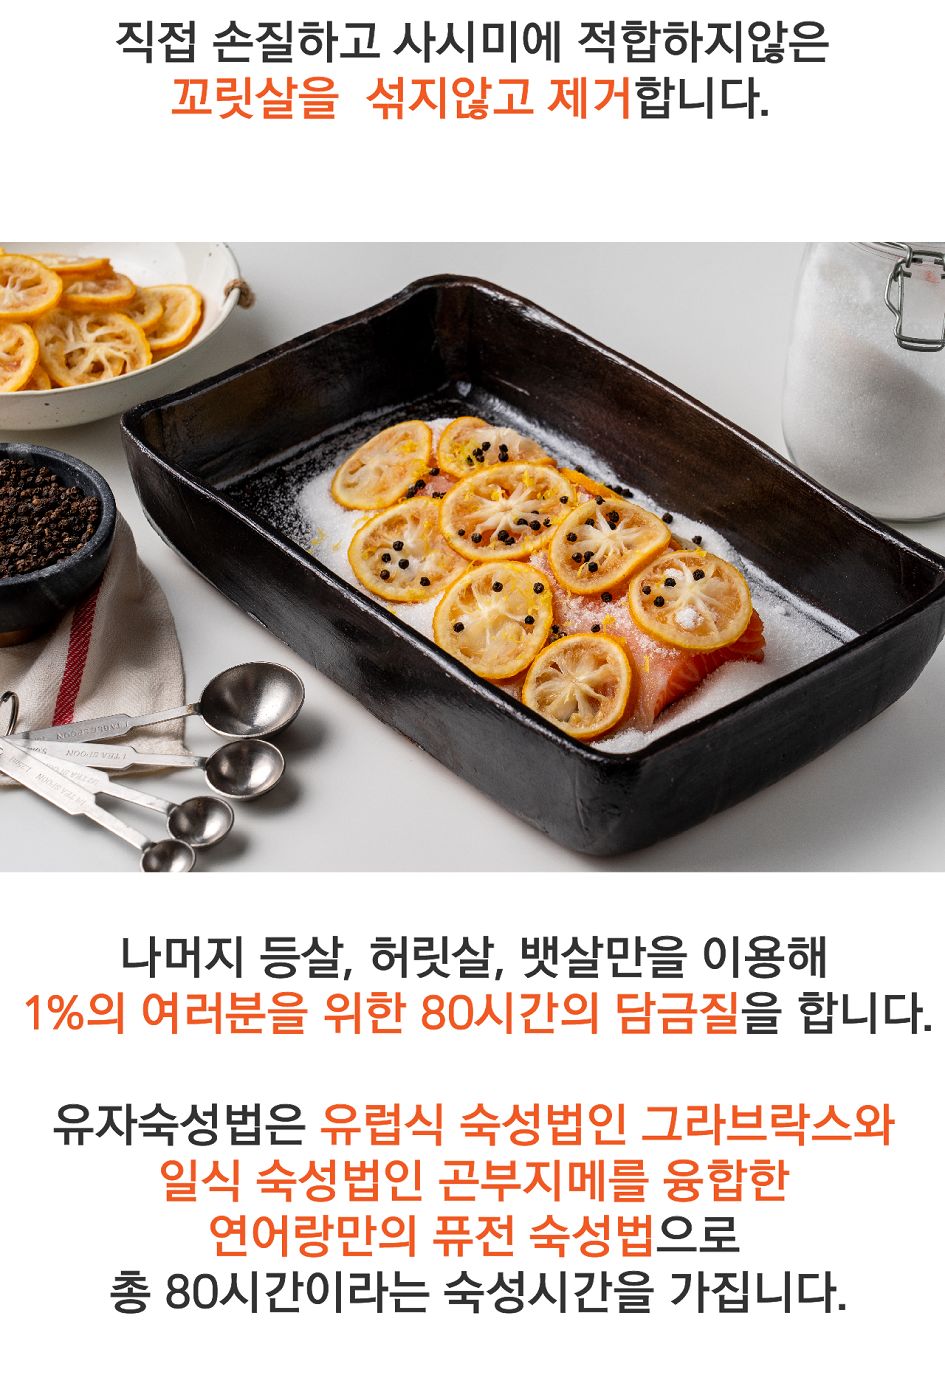 직접 손질하고 사시미에 적합하지않은
꼬릿살을 섞지않고 제거합니다.
1 TABLESPOON
1 TEA SPOON
나머지 등살, 허릿살, 뱃살만을 이용해
1%의 여러분을 위한 80시간의 담금질을 합니다.
유자숙성법은 유럽식 숙성법인 그라브락스와
일식 숙성법인 곤부지메를 융합한
연어랑만의 퓨전 숙성법으로
총 80시간이라는 숙성시간을 가집니다.